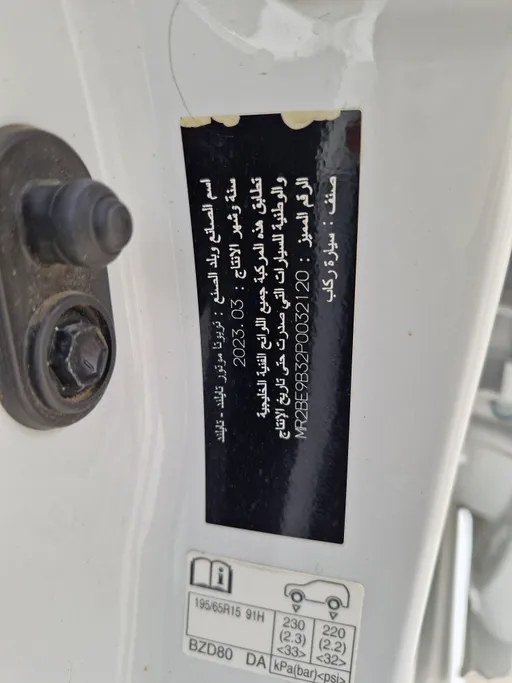 اسم الصانع وبلد الصنع : تويوتا موتور تايلند - تايلند
سنة وشهر الانتاج : 2023.03
تطابق هذه المركبة جميع اللوائح الفنية الخليجية
والوطنية للسيارات التي صدرت حتى تاريخ الإنتاج
الرقم المميز : MR2BE9B32P0032120
صنف : سيارة ركاب
i
195/65R15 91H
230 220
(2.3) (2.2)
<33> <32>
BZD80 DA kPa(bar)<psi>